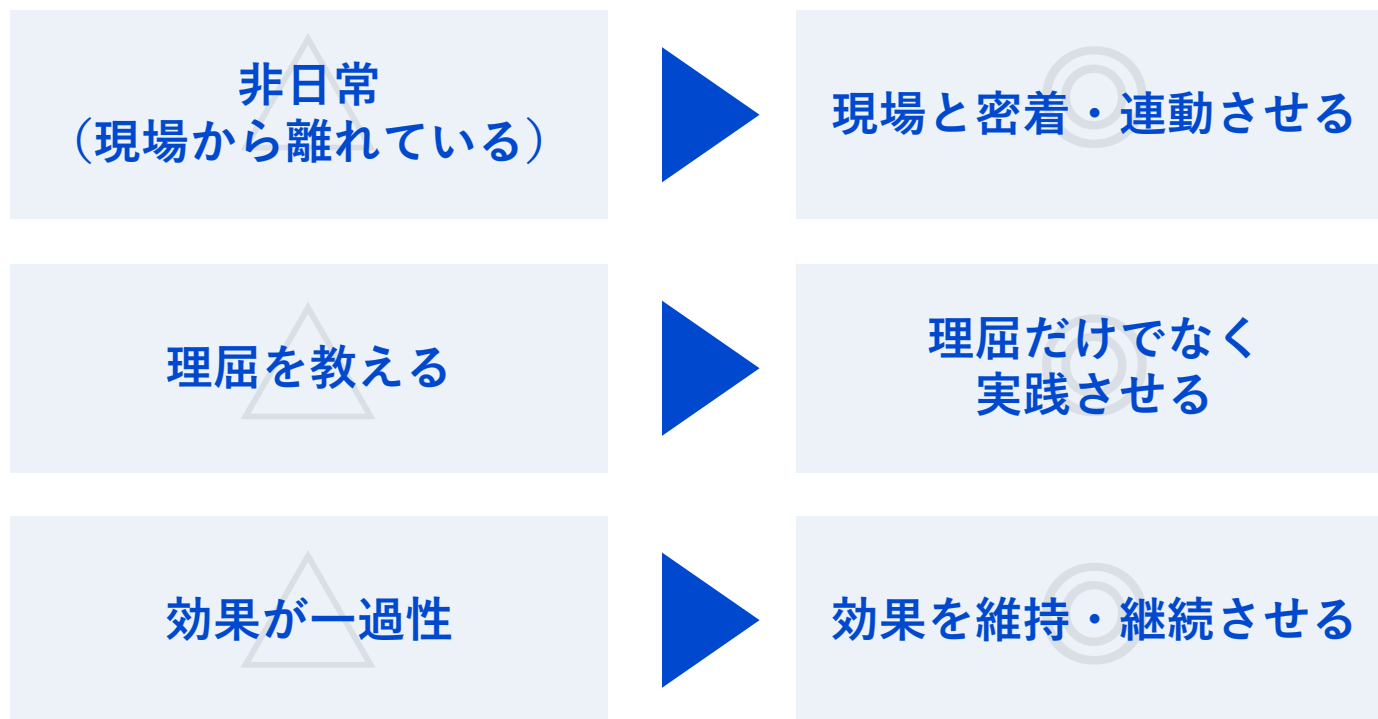 非日常
（現場から離れている）
現場と密着・連動させる
理屈を教える
理屈だけでなく
実践させる
効果が一過性
効果を維持・継続させる